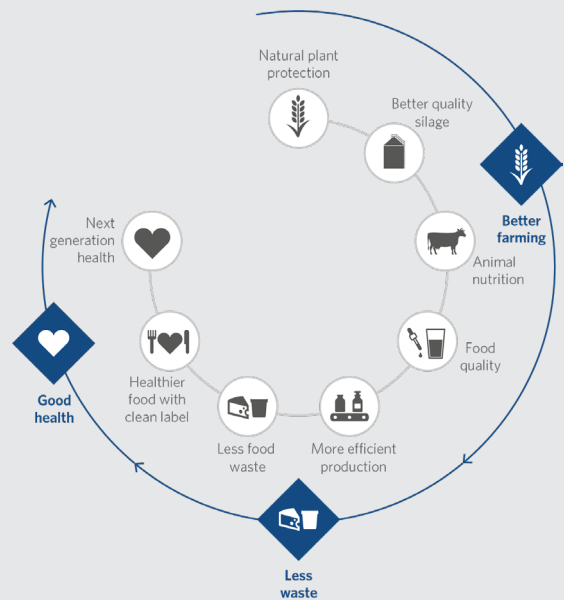 Natural plant
protection
Better quality
silage
Better
farming
Animal
nutrition
Food
quality
More efficient
production
Less food
waste
Healthier
food with
clean label
Next
generation
health
Good
health
Less
waste